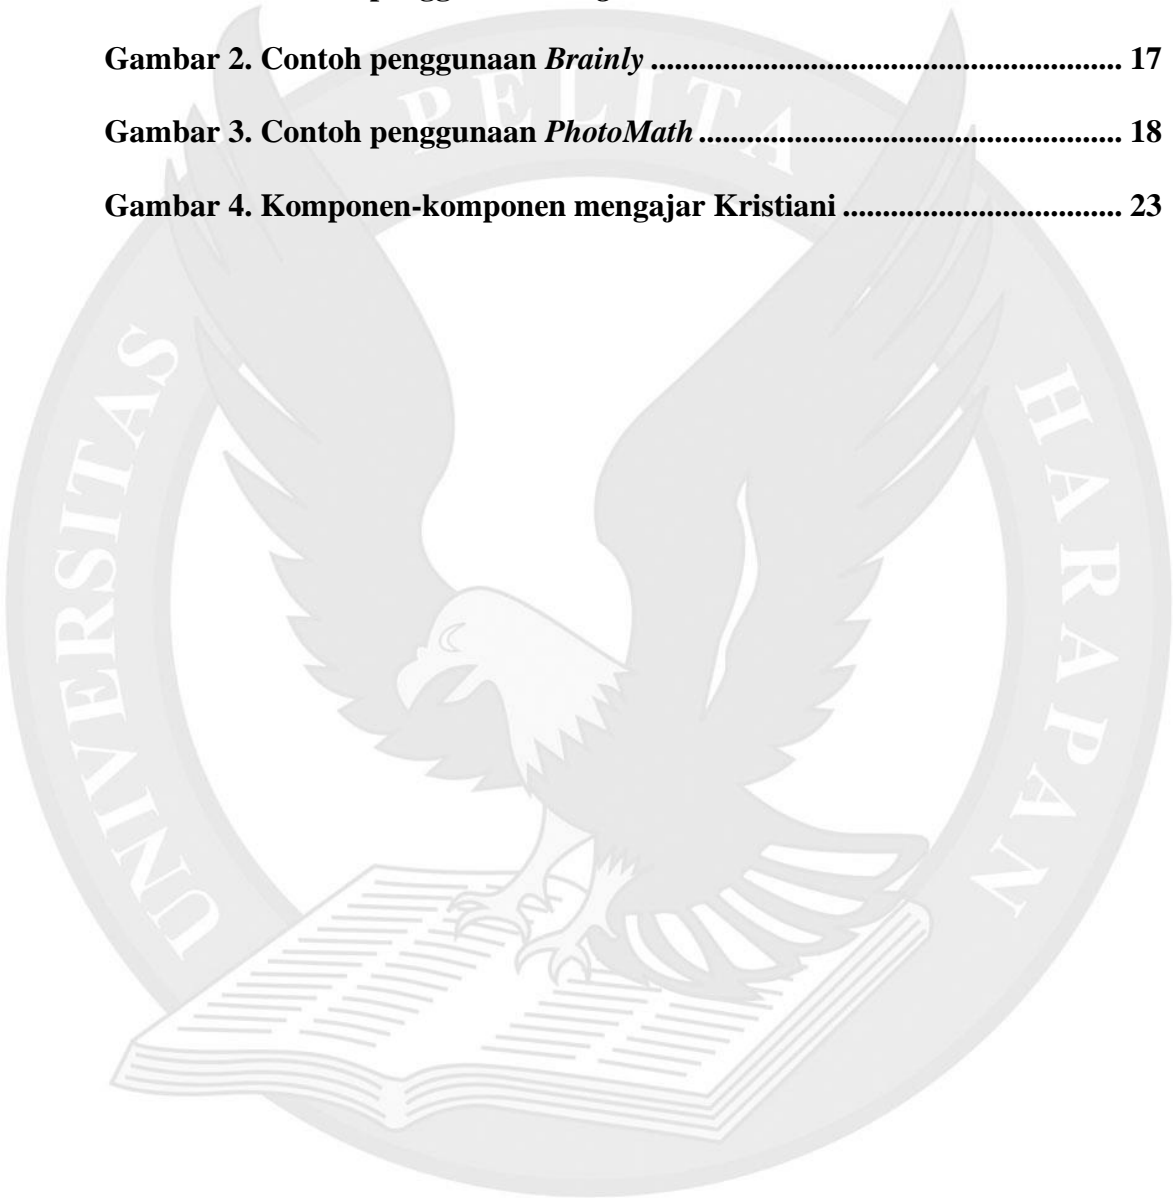 Gambar 2. Contoh penggunaan Brainly ........................................................... 17
Gambar 3. Contoh penggunaan PhotoMath ..................................................... 18
Gambar 4. Komponen-komponen mengajar Kristiani ................................... 23
UNIVERSITAS PELITA HARAPAN